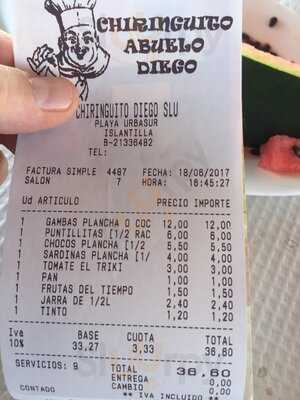 CHIRINGUITO
ABUELO
DIEGO
CHIRINGUITO DIEGO SLU
PLAYA URBASUR
ISLANTILLA
B-21336482
TEL:
FACTURA SIMPLE 4487 FECHA: 18/06/2017
SALON 7 HORA: 16:45:27
Ud ARTICULO PRECIO IMPORTE
1 GAMBAS PLANCHA O COC 12,00 12,00
1 PUNTILLITAS [1/2 RAC 6,00 6,00
1 CHOCOS PLANCHA [1/2 5,50 5,50
1 SARDINAS PLANCHA [1/ 4,00 4,00
1 TOMATE EL TRIKI 3,00 3,00
1 PAN 1,00 1,00
1 FRUTAS DEL TIEMPO 1,50 1,50
1 JARRA DE 1/2L 2,40 2,40
1 TINTO 1,20 1,20
Iva BASE CUOTA TOTAL
10% 33,27 3,33 36,60
SERVICIOS: 9 TOTAL 36,60
ENTREGA 0,00
CAMBIO 0,00
CONTADO ** IVA INCLUIDO **